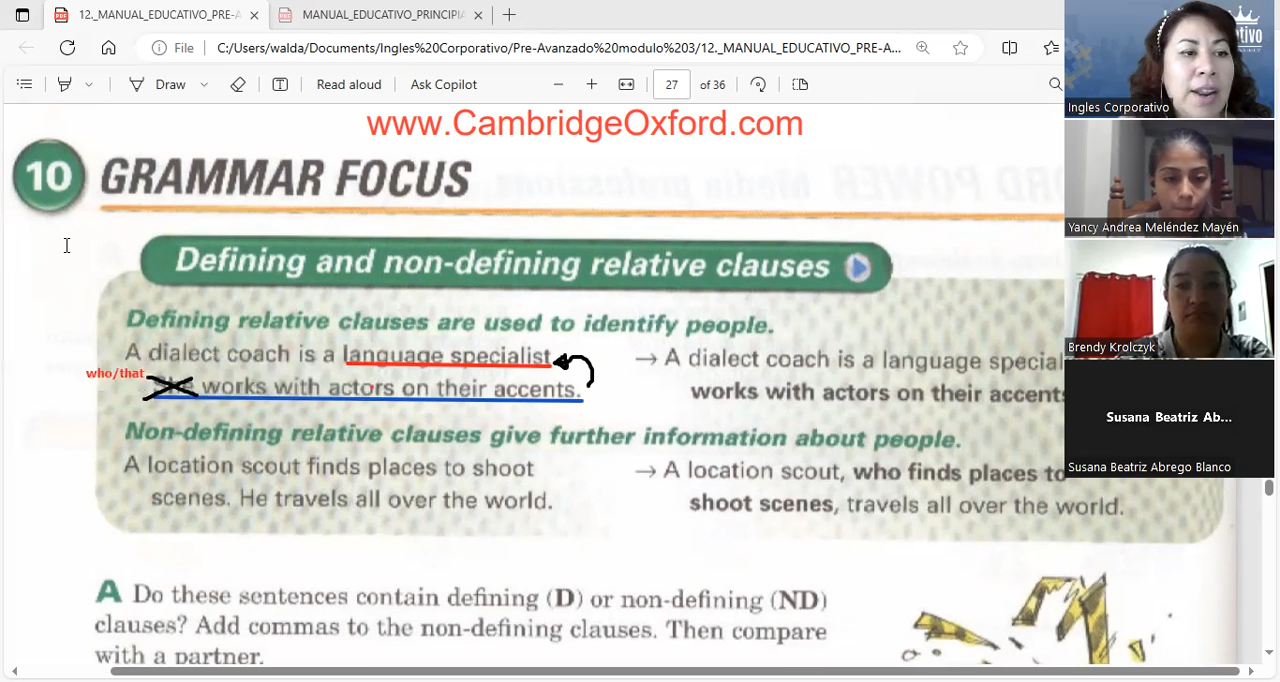 12._MANUAL_EDUCATIVO_PRE-A
MANUAL_EDUCATIVO_PRINCIPIA
File
C:/Users/walda/Documents/Ingles%20Corporativo/Pre-Avanzado%20modulo%203/12._MANUAL_EDUCATIVO_PRE-A...
Draw
Read aloud
Ask Copilot
27
of 36
www.CambridgeOxford.com
10 GRAMMAR FOCUS
Defining and non-defining relative clauses
Defining relative clauses are used to identify people.
A dialect coach is a language specialist
who/that
works with actors on their accents.
→ A dialect coach is a language special
works with actors on their accents
Non-defining relative clauses give further information about people.
A location scout finds places to shoot
scenes. He travels all over the world.
→ A location scout, who finds places to
shoot scenes, travels all over the world.
A Do these sentences contain defining (D) or non-defining (ND)
clauses? Add commas to the non-defining clauses. Then compare
with a partner.
Ingles Corporativo
Yancy Andrea Meléndez Mayén
Brendy Krolczyk
Susana Beatriz Ab...
Susana Beatriz Abrego Blanco